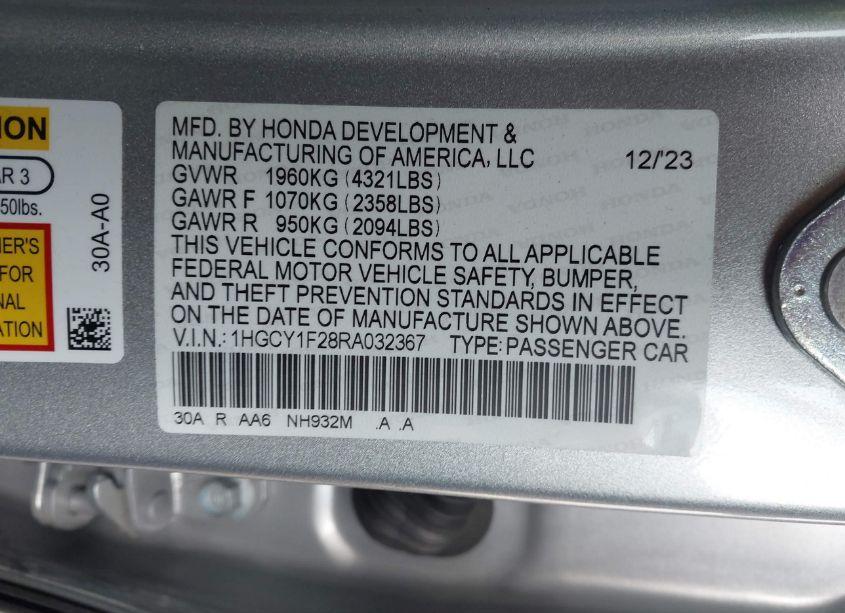 ION
AR 3
50lbs.
NER'S
FOR
NAL
ATION
30A-A0
MFD. BY HONDA DEVELOPMENT &
MANUFACTURING OF AMERICA, LLC 12/'23
GVWR 1960KG (4321LBS)
GAWR F 1070KG (2358LBS)
GAWR R 950KG (2094LBS)
THIS VEHICLE CONFORMS TO ALL APPLICABLE
FEDERAL MOTOR VEHICLE SAFETY, BUMPER,
AND THEFT PREVENTION STANDARDS IN EFFECT
ON THE DATE OF MANUFACTURE SHOWN ABOVE.
V.I.N.: 1HGCY1F28RA032367 TYPE: PASSENGER CAR
30A R AA6 NH932M .A .A